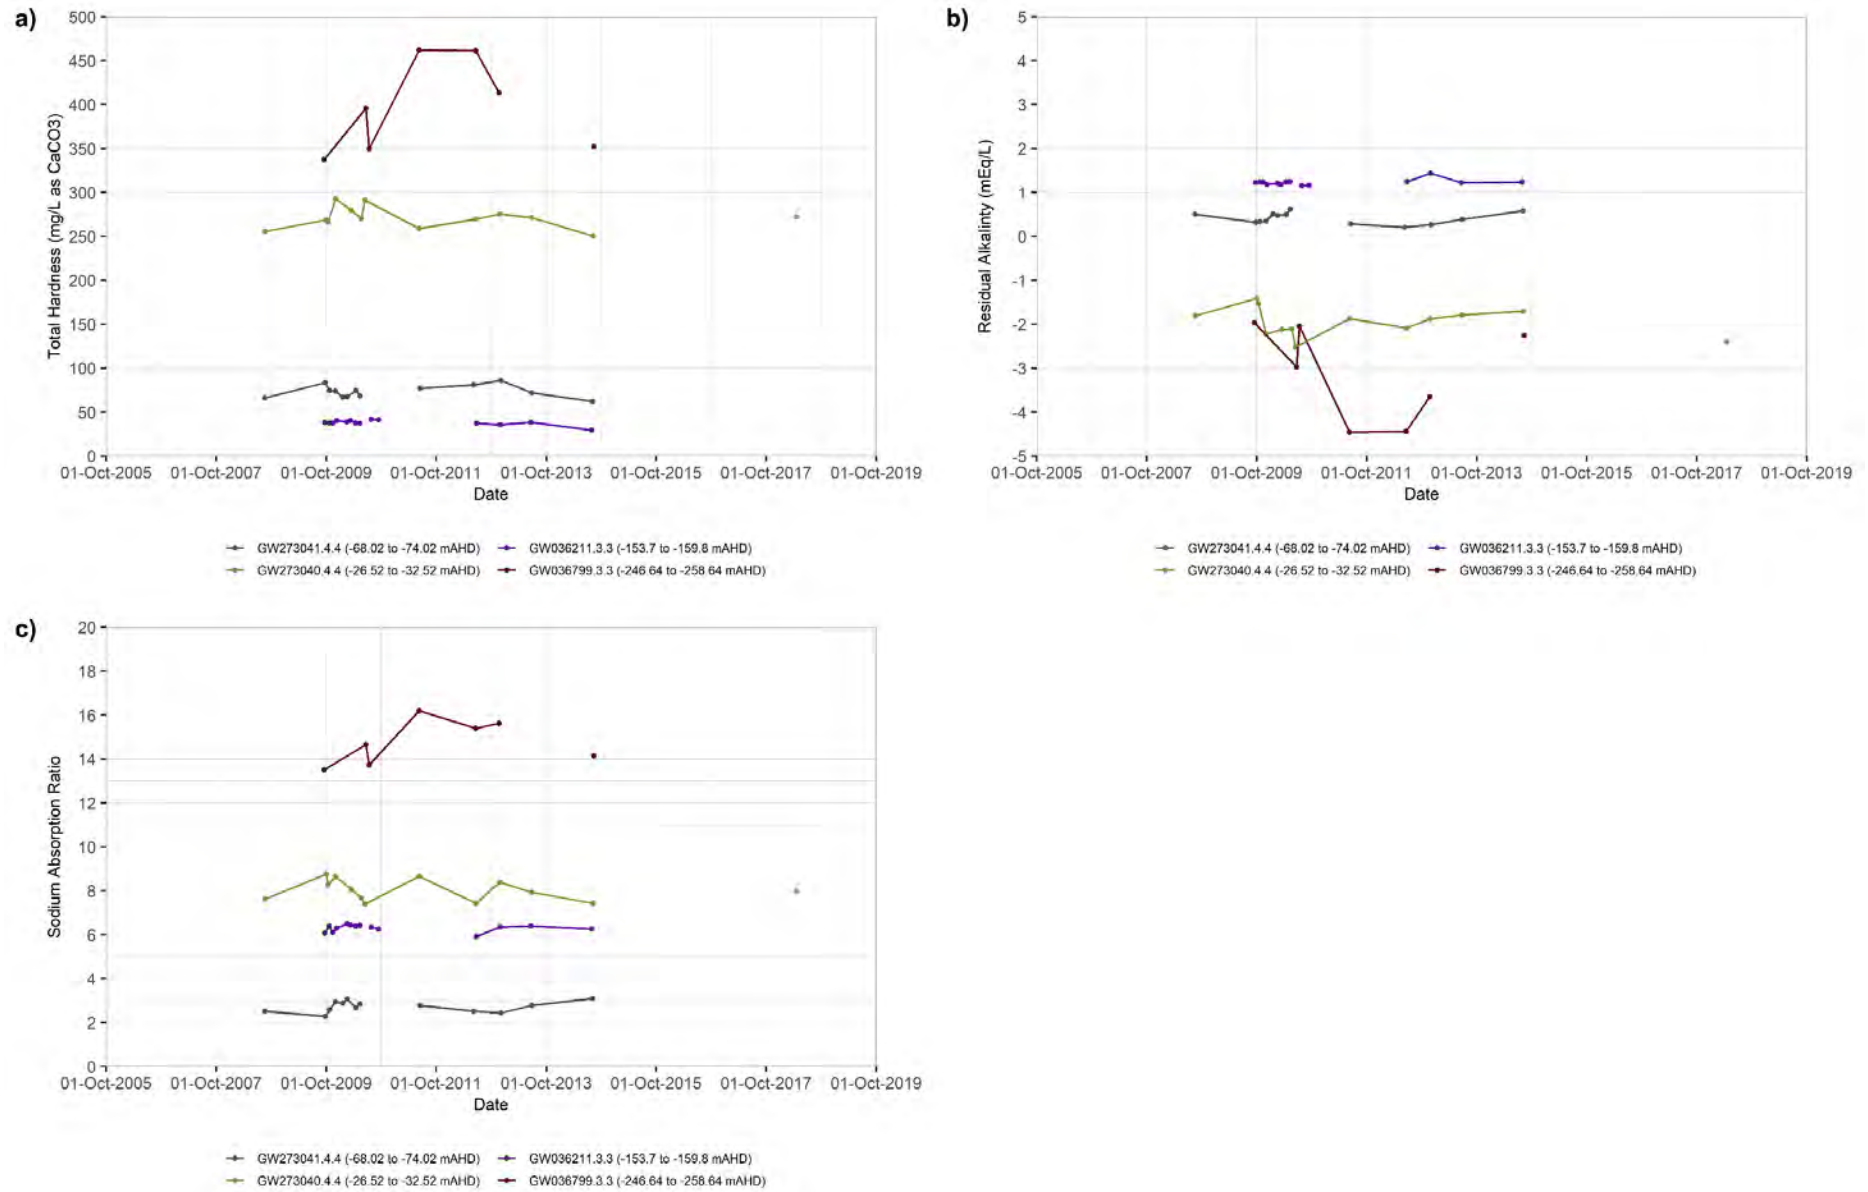 a)
500
450
400
350
300
250
200
150
100
50
0
Total Hardness (mg/L as CaCO3)
01-Oct-2005 01-Oct-2007 01-Oct-2009 01-Oct-2011 01-Oct-2013 01-Oct-2015 01-Oct-2017 01-Oct-2019
Date
GW273041.4.4 (-68.02 to -74.02 mAHD) GW036211.3.3 (-153.7 to -159.8 mAHD)
GW273040.4.4 (-26.52 to -32.52 mAHD) GW036799.3.3 (-246.64 to -258.64 mAHD)
b)
5
4
3
2
1
0
-1
-2
-3
-4
-5
Residual Alkalinty (mEq/L)
01-Oct-2005 01-Oct-2007 01-Oct-2009 01-Oct-2011 01-Oct-2013 01-Oct-2015 01-Oct-2017 01-Oct-2019
Date
GW273041.4.4 (-68.02 to -74.02 mAHD) GW036211.3.3 (-153.7 to -159.8 mAHD)
GW273040.4.4 (-26.52 to -32.52 mAHD) GW036799.3.3 (-246.64 to -258.64 mAHD)
c)
20
18
16
14
12
10
8
6
4
2
0
Sodium Absorption Ratio
01-Oct-2005 01-Oct-2007 01-Oct-2009 01-Oct-2011 01-Oct-2013 01-Oct-2015 01-Oct-2017 01-Oct-2019
Date
GW273041.4.4 (-68.02 to -74.02 mAHD) GW036211.3.3 (-153.7 to -159.8 mAHD)
GW273040.4.4 (-26.52 to -32.52 mAHD) GW036799.3.3 (-246.64 to -258.64 mAHD)